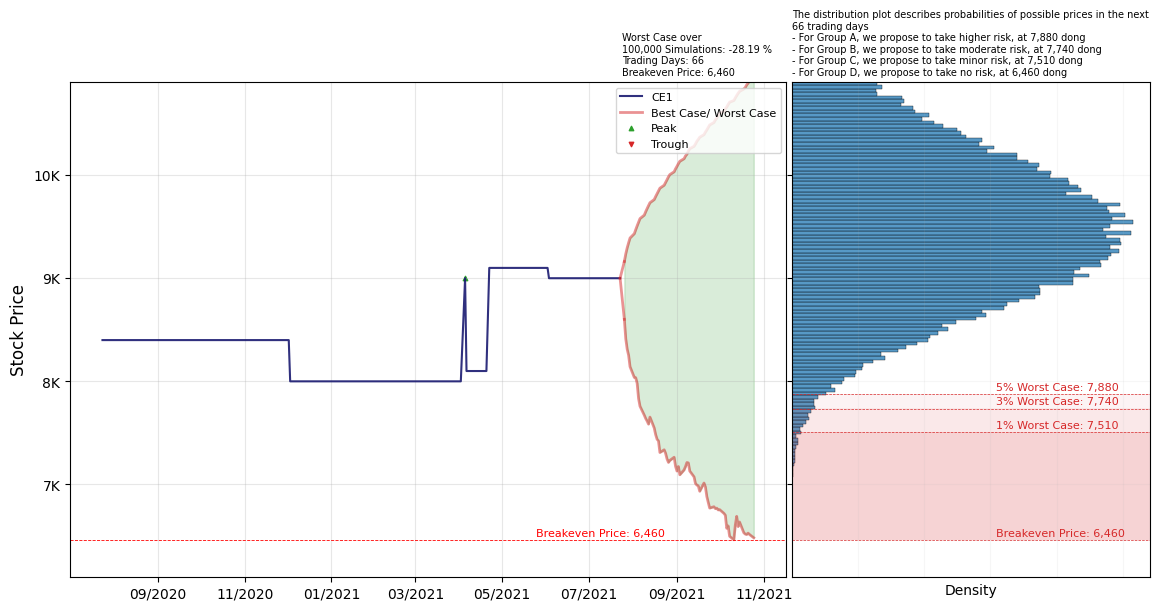 Worst Case over
100,000 Simulations: -28.19 %
Trading Days: 66
Breakeven Price: 6,460
The distribution plot describes probabilities of possible prices in the next
66 trading days
- For Group A, we propose to take higher risk, at 7,880 dong
- For Group B, we propose to take moderate risk, at 7,740 dong
- For Group C, we propose to take minor risk, at 7,510 dong
- For Group D, we propose to take no risk, at 6,460 dong
CE1
Best Case/ Worst Case
Peak
Trough
Stock Price
10K
9K
8K
7K
Breakeven Price: 6,460
09/2020
11/2020
01/2021
03/2021
05/2021
07/2021
09/2021
11/2021
5% Worst Case: 7,880
3% Worst Case: 7,740
1% Worst Case: 7,510
Breakeven Price: 6,460
Density